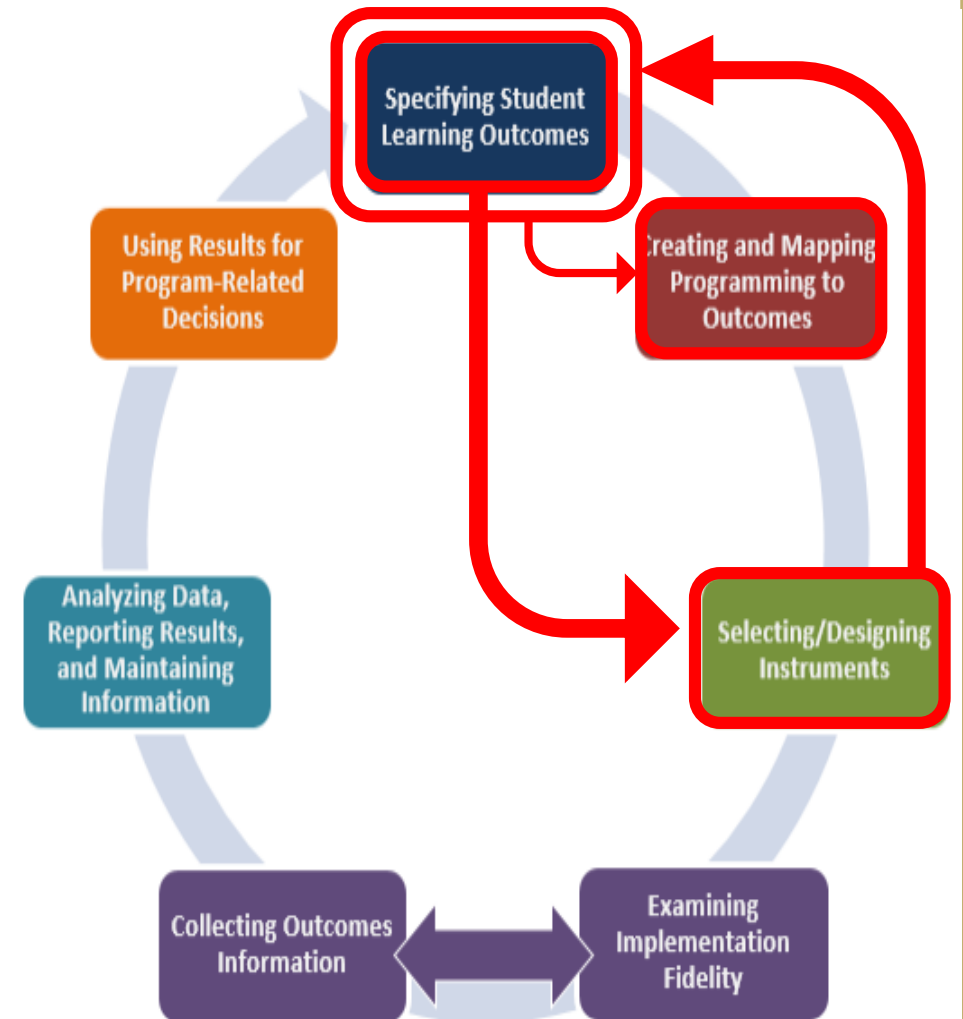 Specifying Student
Learning Outcomes
Creating and Mapping
Programming to
Outcomes
Selecting/Designing
Instruments
Examining
Implementation
Fidelity
Collecting Outcomes
Information
Analyzing Data,
Reporting Results,
and Maintaining
Information
Using Results for
Program-Related
Decisions